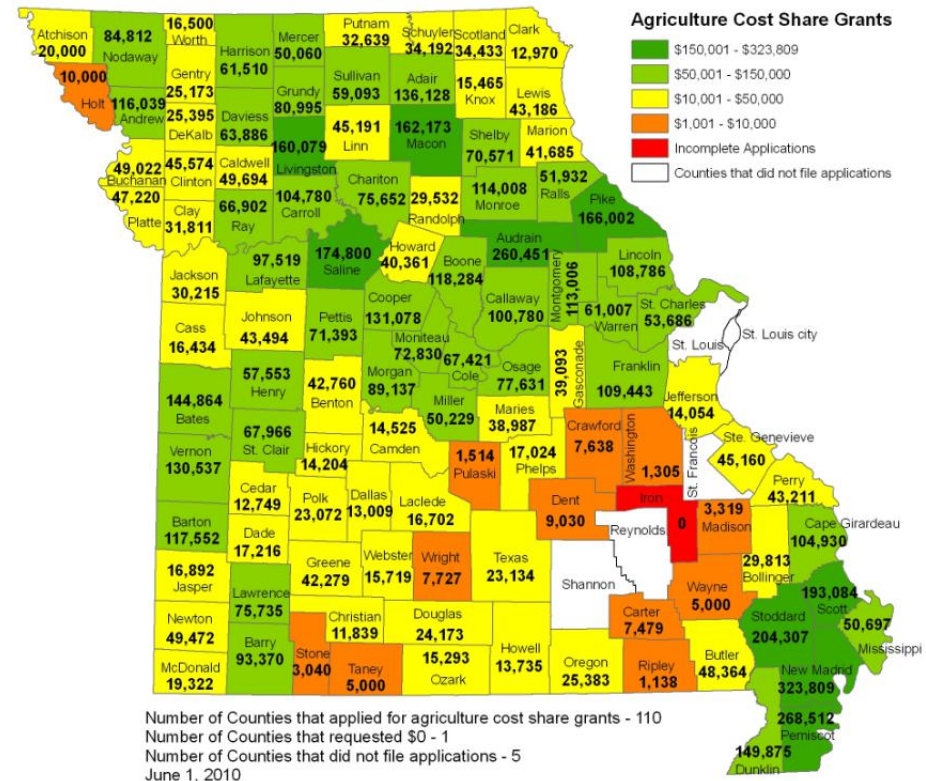 Agriculture Cost Share Grants
$150,001 - $323,809
$50,001 - $150,000
$10,001 - $50,000
$1,001 - $10,000
Incomplete Applications
Counties that did not file applications
Atchison
20,000
84,812
Nodaway
16,500
Worth
Harrison
61,510
Mercer
50,060
Putnam
32,639
Schuyler
34,192
Scotland
34,433
Clark
12,970
10,000
Holt
116,039
Andrew
Gentry
25,173
25,395
DeKalb
Daviess
63,886
Grundy
80,995
Sullivan
59,093
Adair
136,128
15,465
Knox
Lewis
43,186
160,079
Livingston
45,191
Linn
162,173
Macon
Shelby
70,571
Marion
41,685
49,022
Buchanan
45,574
Clinton
Caldwell
49,694
47,220
Platte
Clay
31,811
66,902
Ray
104,780
Carroll
Chariton
75,652
29,532
Randolph
114,008
Monroe
51,932
Ralls
Pike
166,002
Jackson
30,215
97,519
Lafayette
174,800
Saline
Howard
40,361
Boone
118,284
Audrain
260,451
Callaway
100,780
Montgomery
113,006
Lincoln
108,786
61,007
Warren
St. Charles
53,686
St. Louis
St. Louis city
Cass
16,434
Johnson
43,494
Pettis
71,393
Cooper
131,078
Moniteau
72,830
67,421
Cole
Morgan
89,137
Miller
50,229
Osage
77,631
39,093
Gasconade
Franklin
109,443
Jefferson
14,054
144,864
Bates
57,553
Henry
42,760
Benton
14,525
Camden
Maries
38,987
Crawford
7,638
Washington
1,305
St. Francois
Ste. Genevieve
45,160
Perry
43,211
Vernon
130,537
67,966
St. Clair
Hickory
14,204
1,514
Pulaski
17,024
Phelps
Dent
9,030
Iron
0
Reynolds
3,319
Madison
Cedar
12,749
Polk
23,072
Dallas
13,009
Laclede
16,702
Barton
117,552
Dade
17,216
Greene
42,279
Webster
15,719
Wright
7,727
Texas
23,134
Shannon
29,813
Bollinger
Cape Girardeau
104,930
16,892
Jasper
Lawrence
75,735
Christian
11,839
Douglas
24,173
Carter
7,479
Wayne
5,000
Stoddard
204,307
193,084
Scott
50,697
Mississippi
Newton
49,472
Barry
93,370
Stone
3,040
Taney
5,000
15,293
Ozark
Howell
13,735
Oregon
25,383
Ripley
1,138
Butler
48,364
New Madrid
323,809
McDonald
19,322
268,512
Pemiscot
149,875
Dunklin
Number of Counties that applied for agriculture cost share grants - 110
Number of Counties that requested $0 - 1
Number of Counties that did not file applications - 5
June 1, 2010